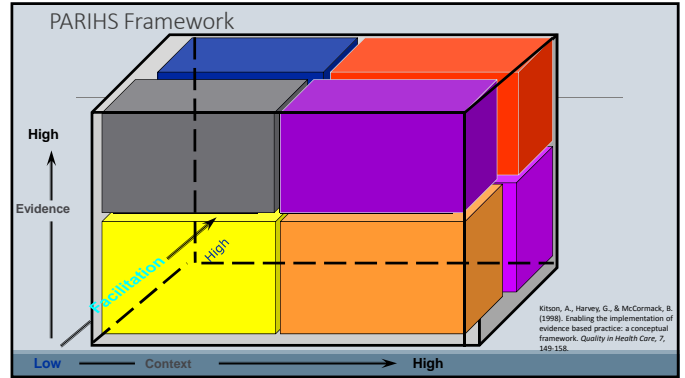 PARIHS Framework
High
Evidence
Facilitation
High
Kitson, A., Harvey, G., & McCormack, B.
(1998). Enabling the implementation of
evidence based practice: a conceptual
framework. Quality in Health Care, 7,
149-158.
Low
Context
High